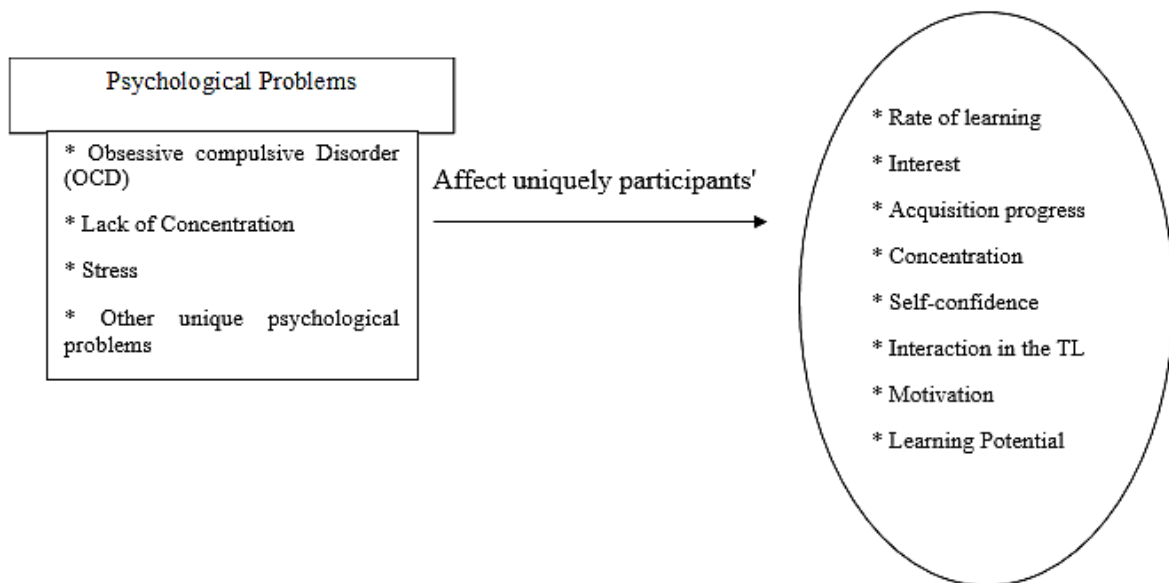 Psychological Problems
* Obsessive compulsive Disorder
(OCD)
* Lack of Concentration
* Stress
* Other unique psychological
problems
Affect uniquely participants'
* Rate of learning
* Interest
* Acquisition progress
* Concentration
* Self-confidence
* Interaction in the TL
* Motivation
* Learning Potential